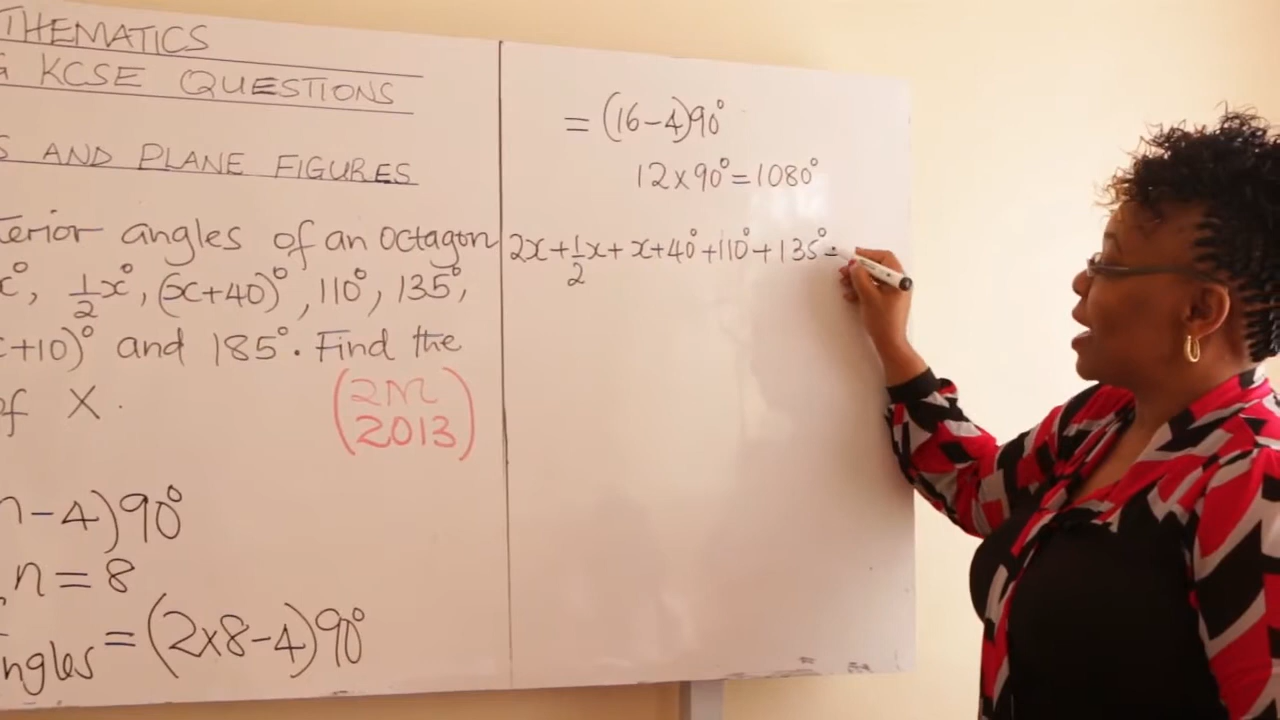 THEMATICS
G KCSE QUESTIONS
S AND PLANE FIGURES
terior angles of an octagon
x°, ½x°, (x+40)°, 110°, 135°,
x+10)° and 185°. Find the
of X.
(2M
2013)
n-4)90°
, n = 8
ngles = (2x8-4)90°
= (16-4)90°
12x90°=1080°
2x+½x+x+40°+110°+135°